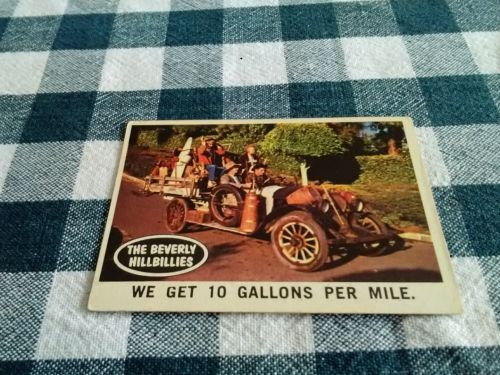 THE BEVERLY
HILLBILLIES
WE GET 10 GALLONS PER MILE.